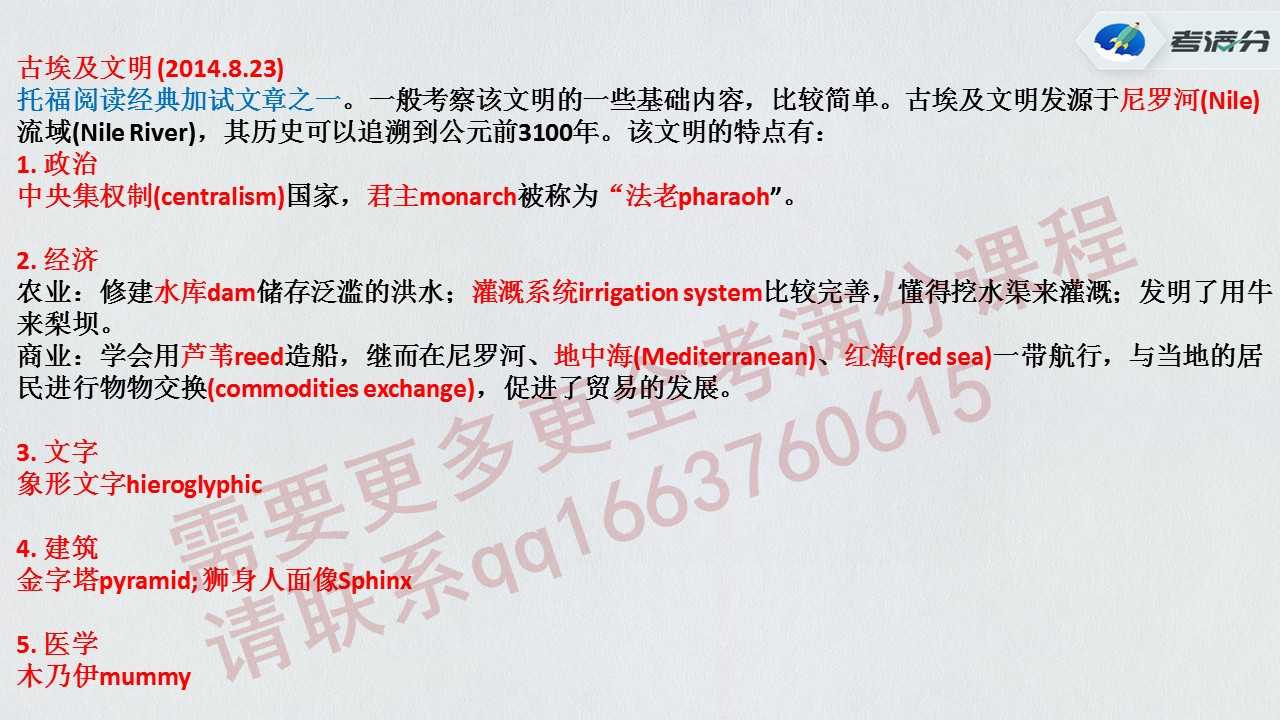 考满分
古埃及文明 (2014.8.23)
托福阅读经典加试文章之一。一般考察该文明的一些基础内容，比较简单。古埃及文明发源于尼罗河(Nile)
流域(Nile River)，其历史可以追溯到公元前3100年。该文明的特点有：
1. 政治
中央集权制(centralism)国家，君主monarch被称为“法老pharaoh”。
2. 经济
农业：修建水库dam储存泛滥的洪水；灌溉系统irrigation system比较完善，懂得挖水渠来灌溉；发明了用牛
来梨坝。
商业：学会用芦苇reed造船，继而在尼罗河、地中海(Mediterranean)、红海(red sea)一带航行，与当地的居
民进行物物交换(commodities exchange)，促进了贸易的发展。
3. 文字
象形文字hieroglyphic
4. 建筑
金字塔pyramid; 狮身人面像Sphinx
5. 医学
木乃伊mummy
需要更多更全考满分课程
请联系qq1663760615